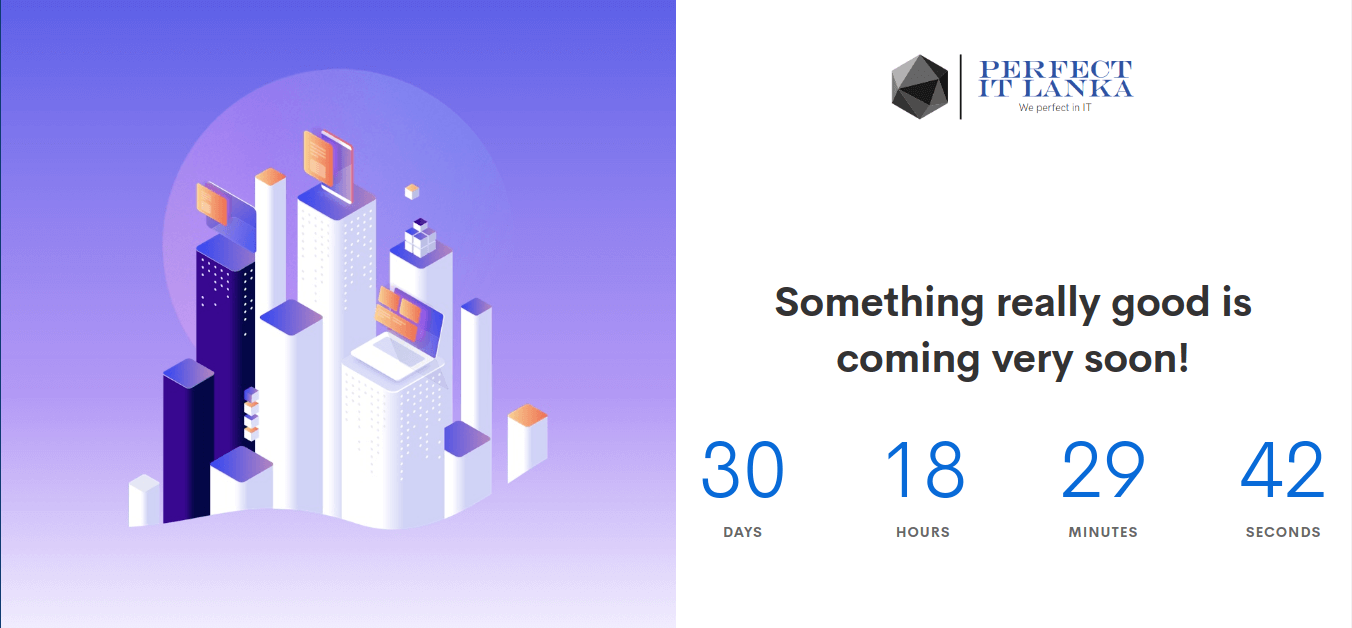 PERFECT
IT LANKA
We perfect in IT
Something really good is
coming very soon!
30 18 29 42
DAYS HOURS MINUTES SECONDS